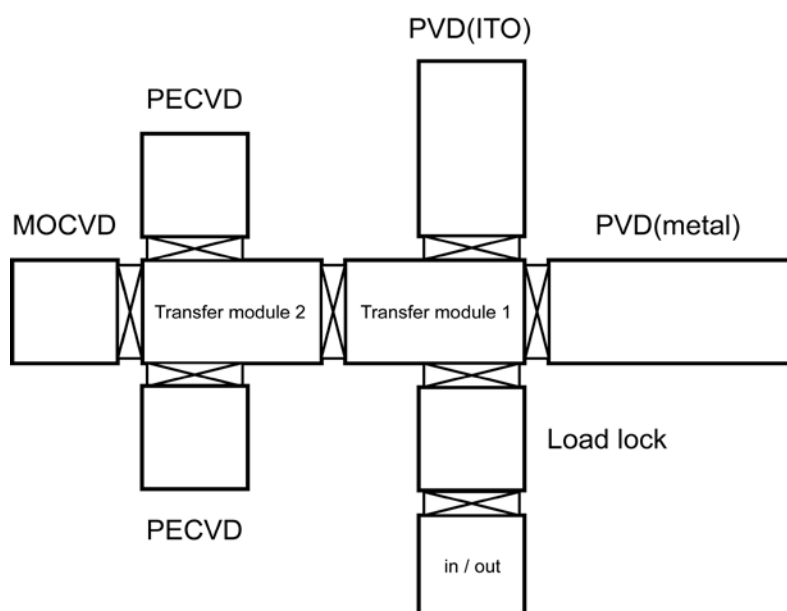 PVD(ITO)
PECVD
MOCVD
PVD(metal)
Transfer module 2
Transfer module 1
Load lock
PECVD
in / out